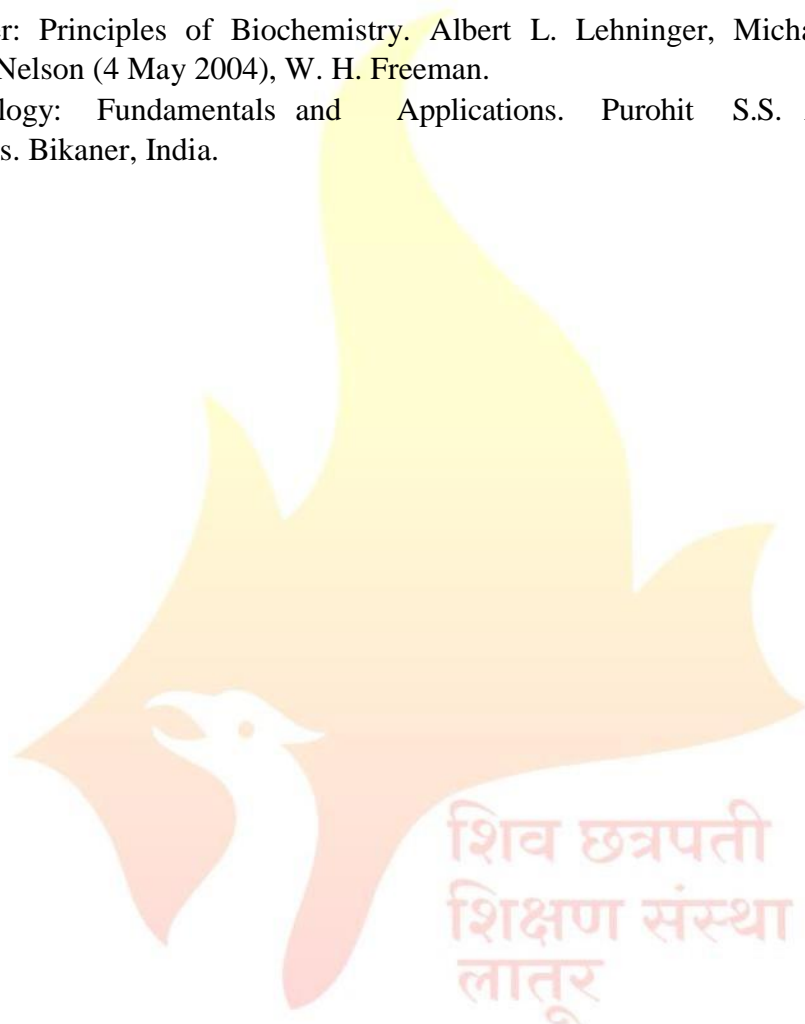 er: Principles of Biochemistry. Albert L. Lehninger, Micha
Nelson (4 May 2004), W. H. Freeman.
logy: Fundamentals and Applications. Purohit S.S.
s. Bikaner, India.
शिव छत्रपती
शिक्षण संस्था
लातूर